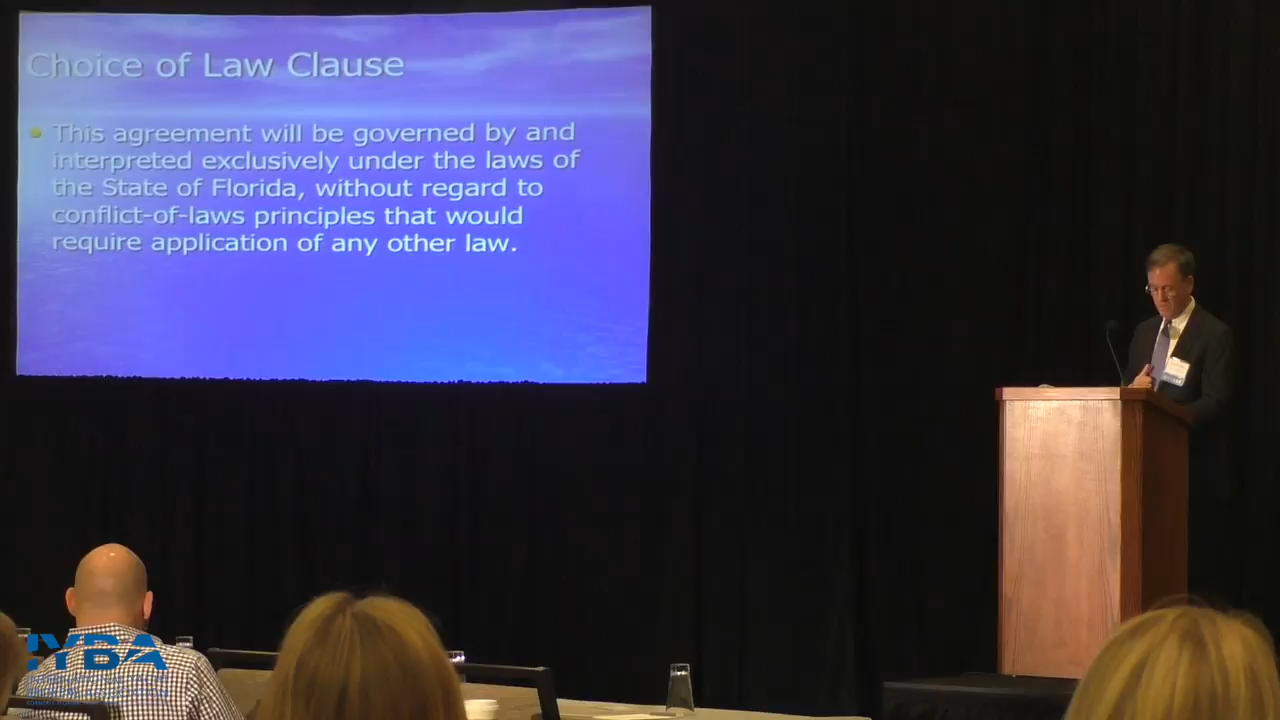 Choice of Law Clause
This agreement will be governed by and
interpreted exclusively under the laws of
the State of Florida, without regard to
conflict-of-laws principles that would
require application of any other law.
IYBA